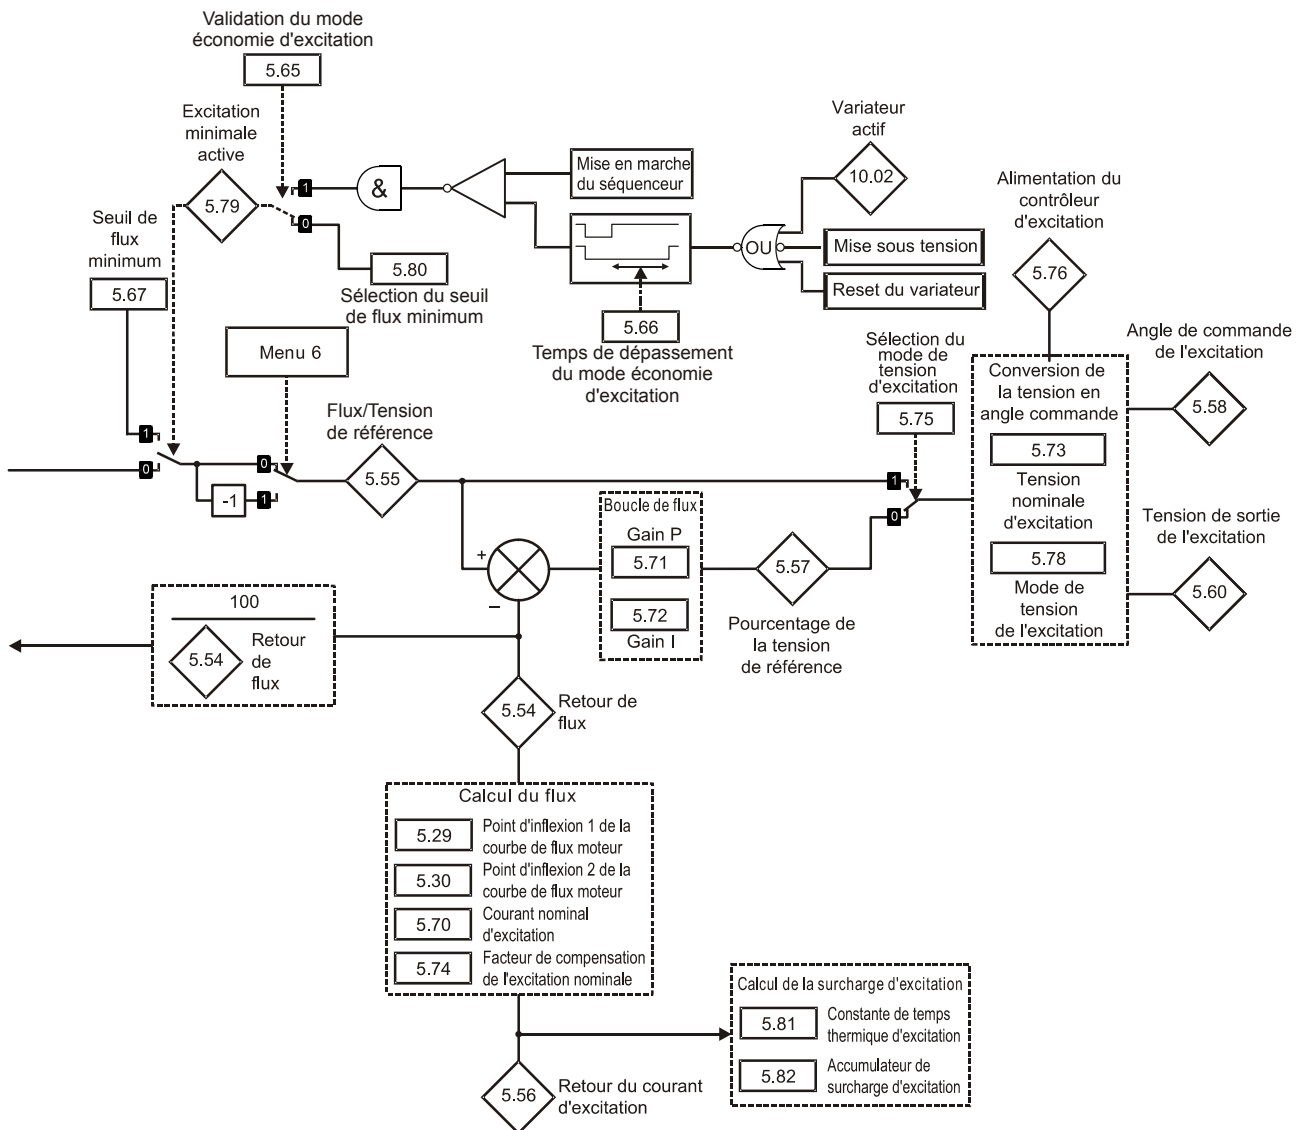 Validation du mode
économie d'excitation
5.65
Excitation
minimale
active
5.79
1
0
&
Mise en marche
du séquenceur
Variateur
actif
10.02
OU
Mise sous tension
Reset du variateur
5.80
Sélection du seuil
de flux minimum
5.66
Temps de dépassement
du mode économie
d'excitation
Seuil de
flux
minimum
5.67
Menu 6
1
0
0
-1
1
Flux/Tension
de référence
5.55
Sélection du
mode de
tension
d'excitation
5.75
1
0
Alimentation du
contrôleur
d'excitation
5.76
Conversion de
la tension en
angle commande
5.73
Tension
nominale
d'excitation
5.78
Mode de
tension
de l'excitation
Angle de commande
de l'excitation
5.58
Tension de sortie
de l'excitation
5.60
+
–
Boucle de flux
Gain P
5.71
5.72
Gain I
5.57
Pourcentage de
la tension
de référence
100
5.54
Retour
de
flux
5.54
Retour de
flux
Calcul du flux
5.29
Point d'inflexion 1 de la
courbe de flux moteur
5.30
Point d'inflexion 2 de la
courbe de flux moteur
5.70
Courant nominal
d'excitation
5.74
Facteur de compensation
de l'excitation nominale
Calcul de la surcharge d'excitation
5.81
Constante de temps
thermique d'excitation
5.82
Accumulateur de
surcharge d'excitation
5.56
Retour du courant
d'excitation